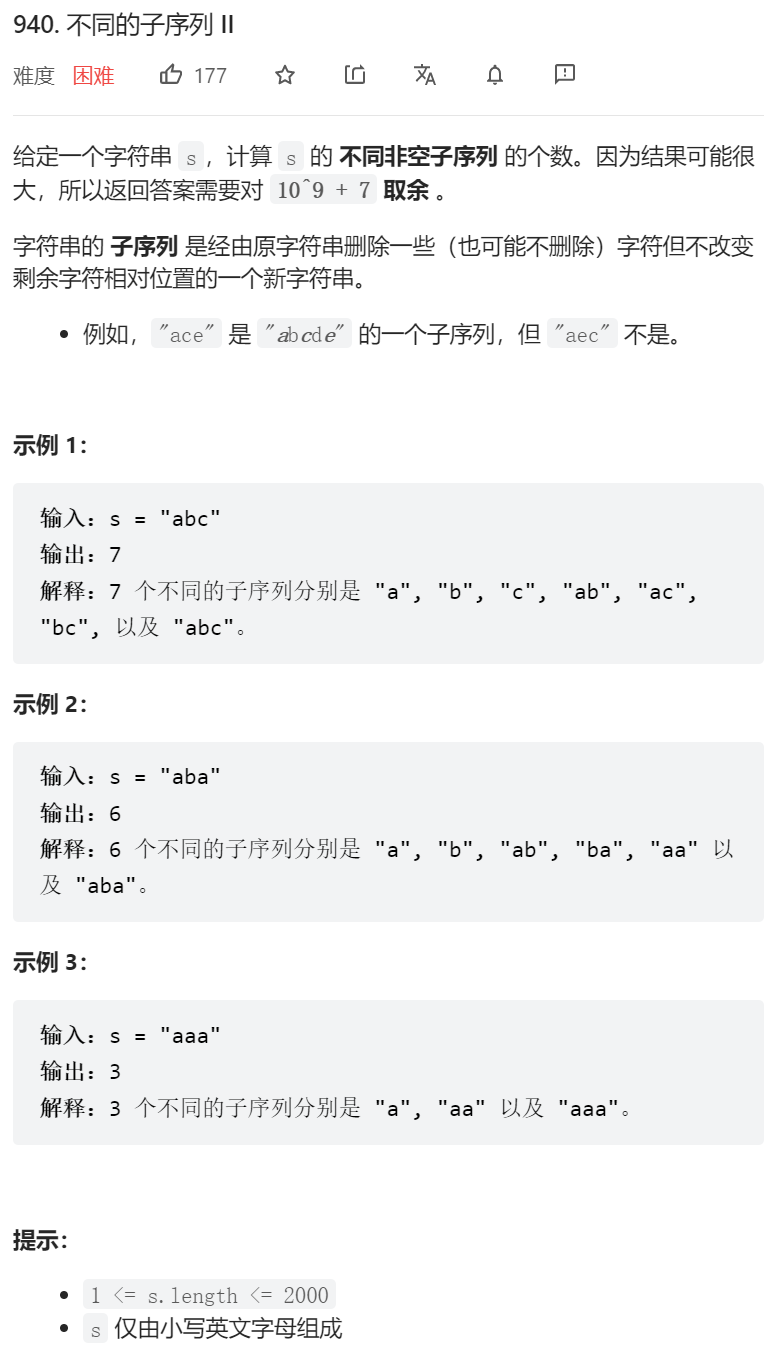 940. 不同的子序列 II
难度 困难 177
给定一个字符串 s，计算 s 的 不同非空子序列 的个数。因为结果可能很
大，所以返回答案需要对 10^9 + 7 取余 。
字符串的 子序列 是经由原字符串删除一些（也可能不删除）字符但不改变
剩余字符相对位置的一个新字符串。
• 例如，"ace" 是 "abcde" 的一个子序列，但 "aec" 不是。
示例 1：
输入：s = "abc"
输出：7
解释：7 个不同的子序列分别是 "a", "b", "c", "ab", "ac",
"bc", 以及 "abc"。
示例 2：
输入：s = "aba"
输出：6
解释：6 个不同的子序列分别是 "a", "b", "ab", "ba", "aa" 以
及 "aba"。
示例 3：
输入：s = "aaa"
输出：3
解释：3 个不同的子序列分别是 "a", "aa" 以及 "aaa"。
提示：
• 1 <= s.length <= 2000
• s 仅由小写英文字母组成